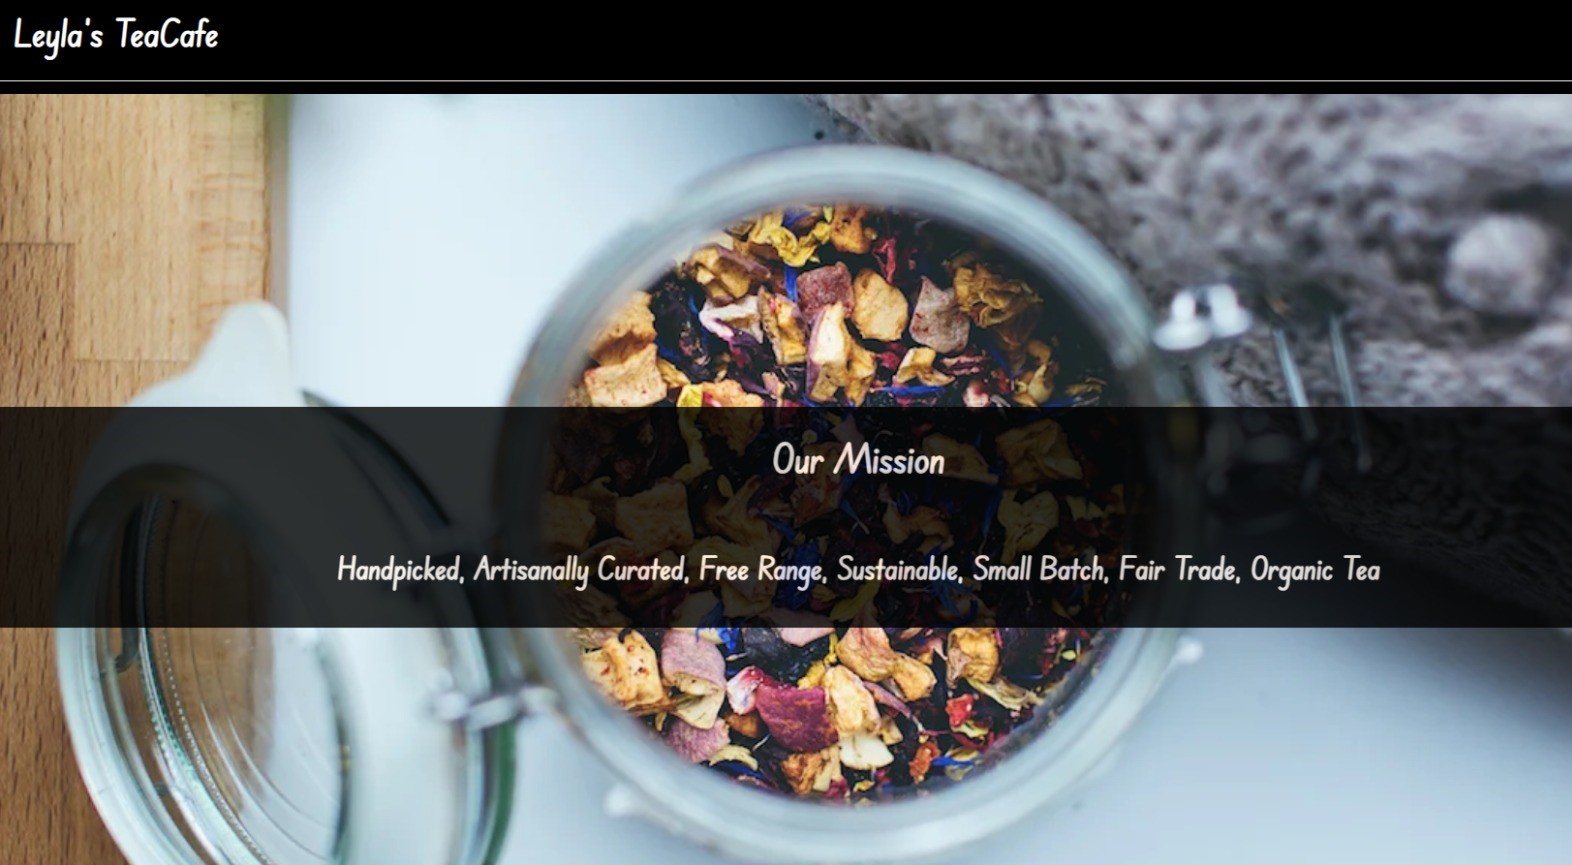 Leyla's TeaCafe
Our Mission
Handpicked, Artisanally Curated, Free Range, Sustainable, Small Batch, Fair Trade, Organic Tea